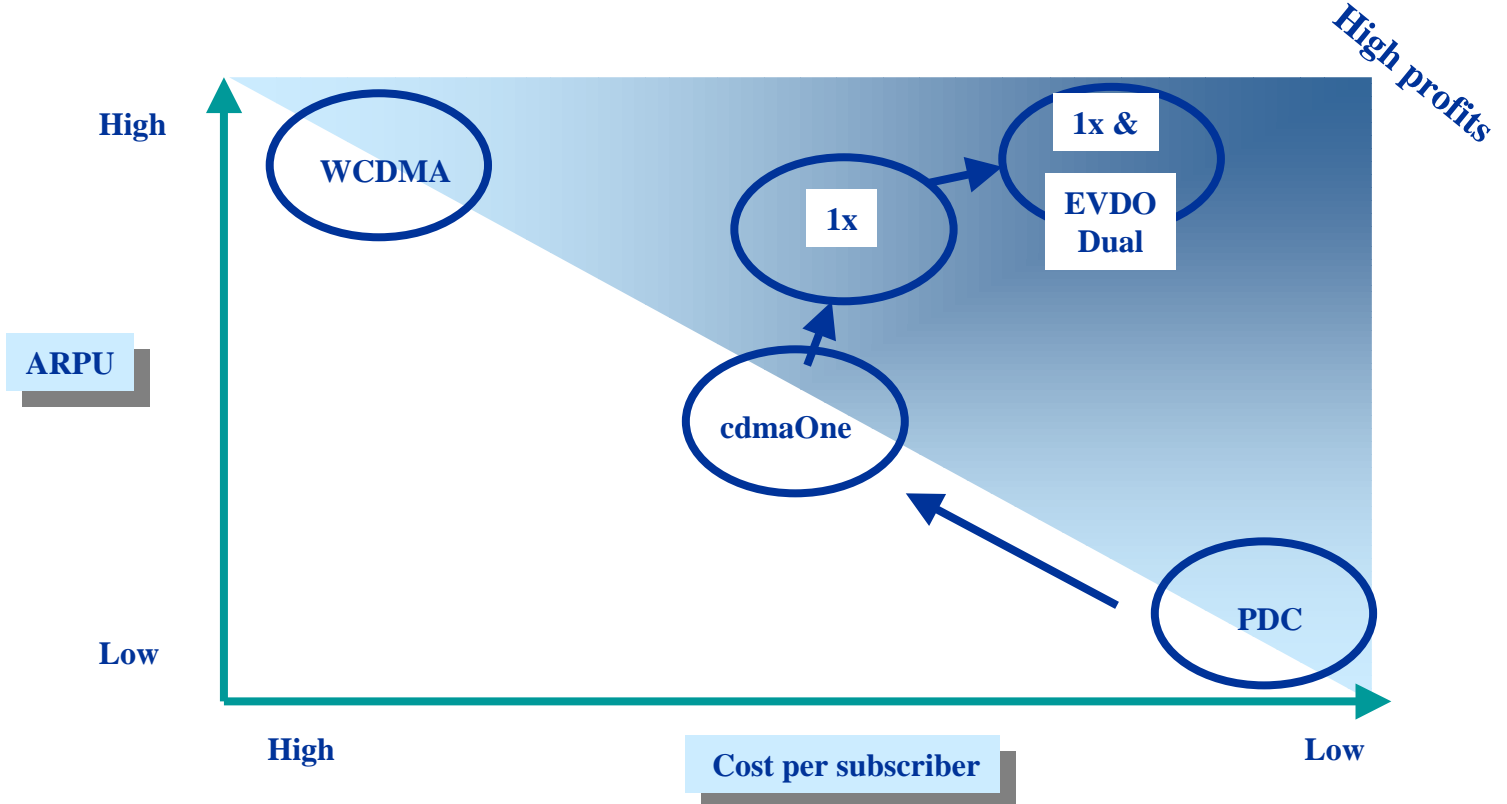 High profits
High
WCDMA
1x &
EVDO
Dual
1x
ARPU
cdmaOne
PDC
Low
High
Cost per subscriber
Low